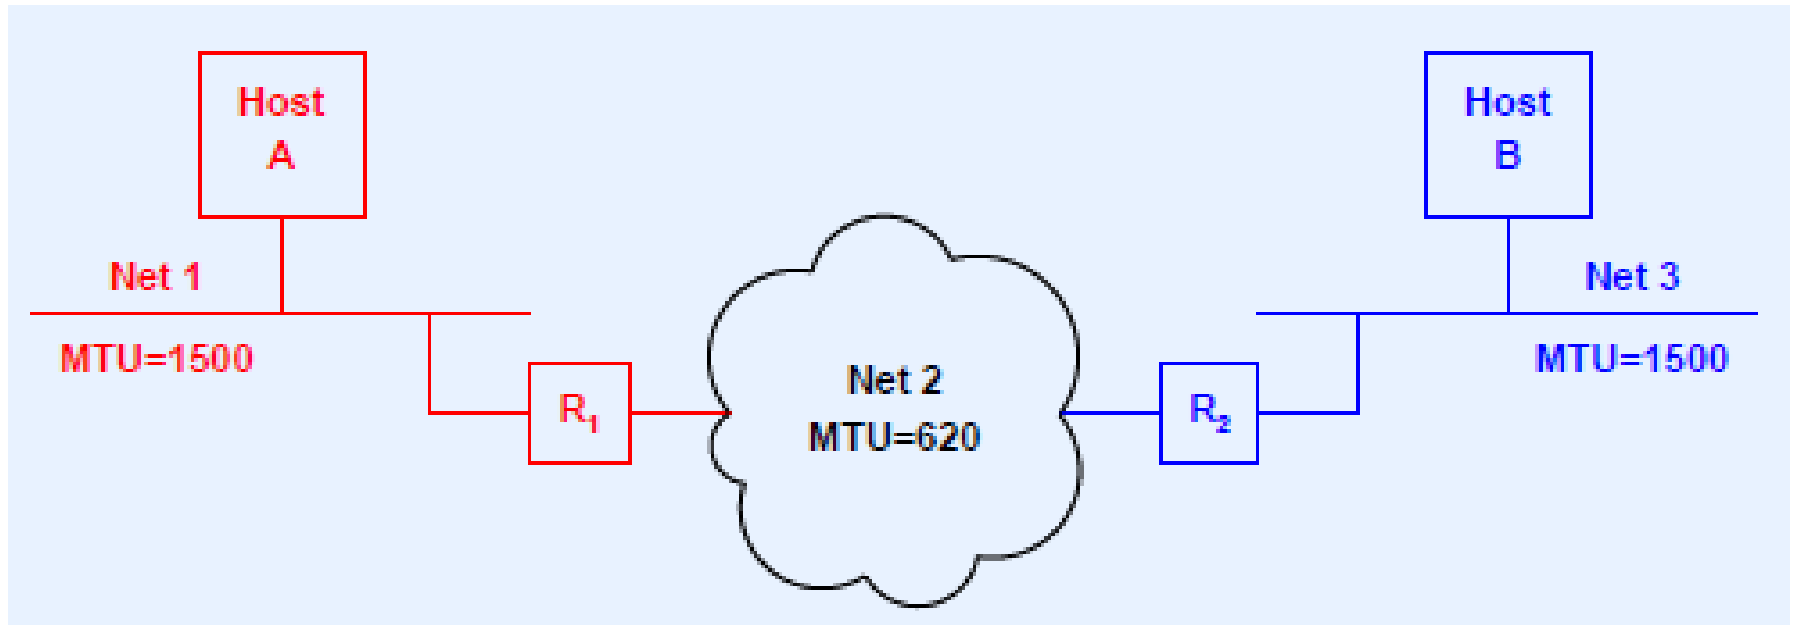 Host
A
Host
B
Net 1
MTU=1500
Net 3
MTU=1500
R1
Net 2
MTU=620
R2